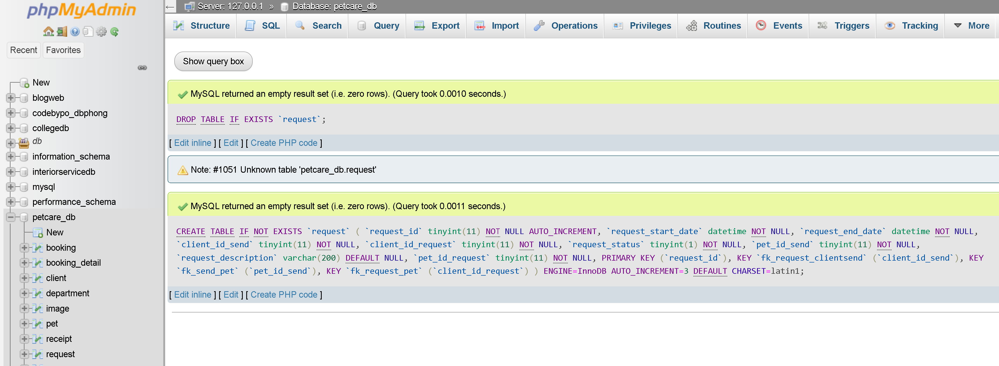 phpMyAdmin
Recent
Favorites
New
blogweb
codebypo_dbphong
collegedb
db
information_schema
interiorservicedb
mysql
performance_schema
petcare_db
New
booking
booking_detail
client
department
image
pet
receipt
request
Server: 127.0.0.1 » Database: petcare_db
Structure
SQL
Search
Query
Export
Import
Operations
Privileges
Routines
Events
Triggers
Tracking
More
Show query box
MySQL returned an empty result set (i.e. zero rows). (Query took 0.0010 seconds.)
DROP TABLE IF EXISTS `request`;
[ Edit inline ] [ Edit ] [ Create PHP code ]
Note: #1051 Unknown table 'petcare_db.request'
MySQL returned an empty result set (i.e. zero rows). (Query took 0.0011 seconds.)
CREATE TABLE IF NOT EXISTS `request` ( `request_id` tinyint(11) NOT NULL AUTO_INCREMENT, `request_start_date` datetime NOT NULL, `request_end_date` datetime NOT NULL,
`client_id_send` tinyint(11) NOT NULL, `client_id_request` tinyint(11) NOT NULL, `request_status` tinyint(1) NOT NULL, `pet_id_send` tinyint(11) NOT NULL,
`request_description` varchar(200) DEFAULT NULL, `pet_id_request` tinyint(11) NOT NULL, PRIMARY KEY (`request_id`), KEY `fk_request_clientsend` (`client_id_send`), KEY
`fk_send_pet` (`pet_id_send`), KEY `fk_request_pet` (`client_id_request`) ) ENGINE=InnoDB AUTO_INCREMENT=3 DEFAULT CHARSET=latin1;
[ Edit inline ] [ Edit ] [ Create PHP code ]